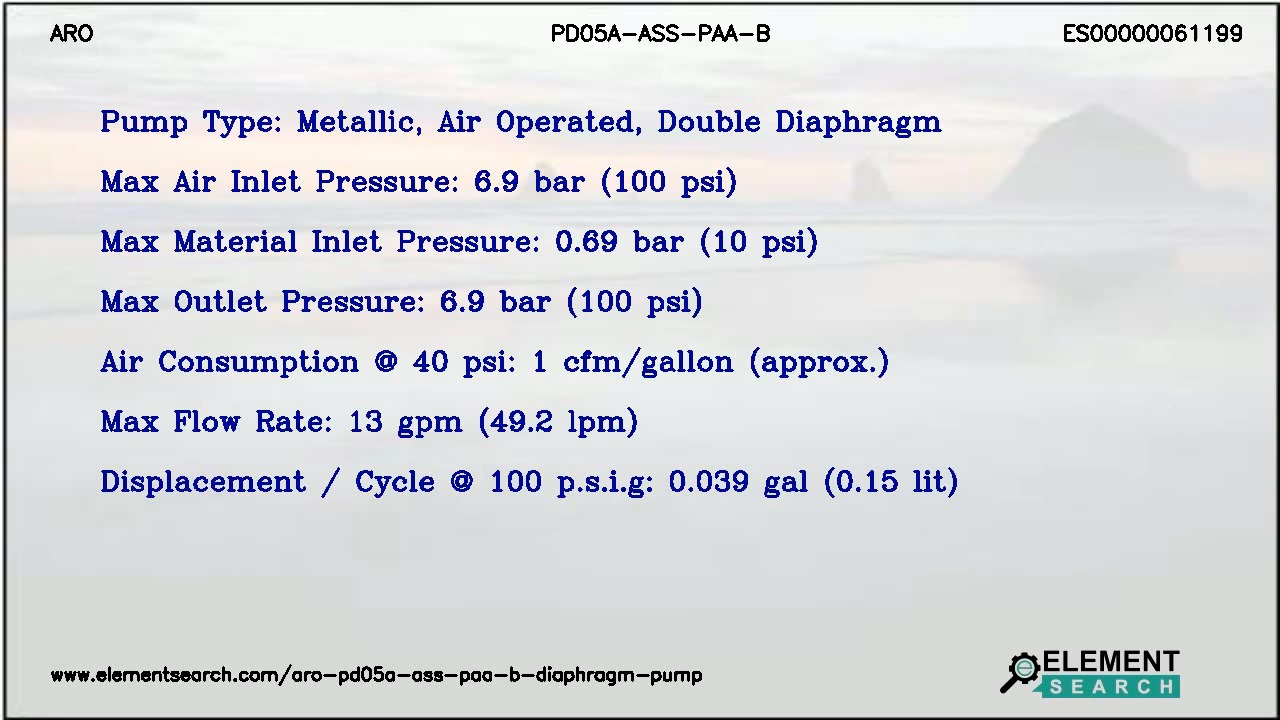 ARO PD05A-ASS-PAA-B ES00000061199
Pump Type: Metallic, Air Operated, Double Diaphragm
Max Air Inlet Pressure: 6.9 bar (100 psi)
Max Material Inlet Pressure: 0.69 bar (10 psi)
Max Outlet Pressure: 6.9 bar (100 psi)
Air Consumption @ 40 psi: 1 cfm/gallon (approx.)
Max Flow Rate: 13 gpm (49.2 lpm)
Displacement / Cycle @ 100 p.s.i.g: 0.039 gal (0.15 lit)
www.elementsearch.com/aro-pd05a-ass-paa-b-diaphragm-pump
e ELEMENT
SEARCH